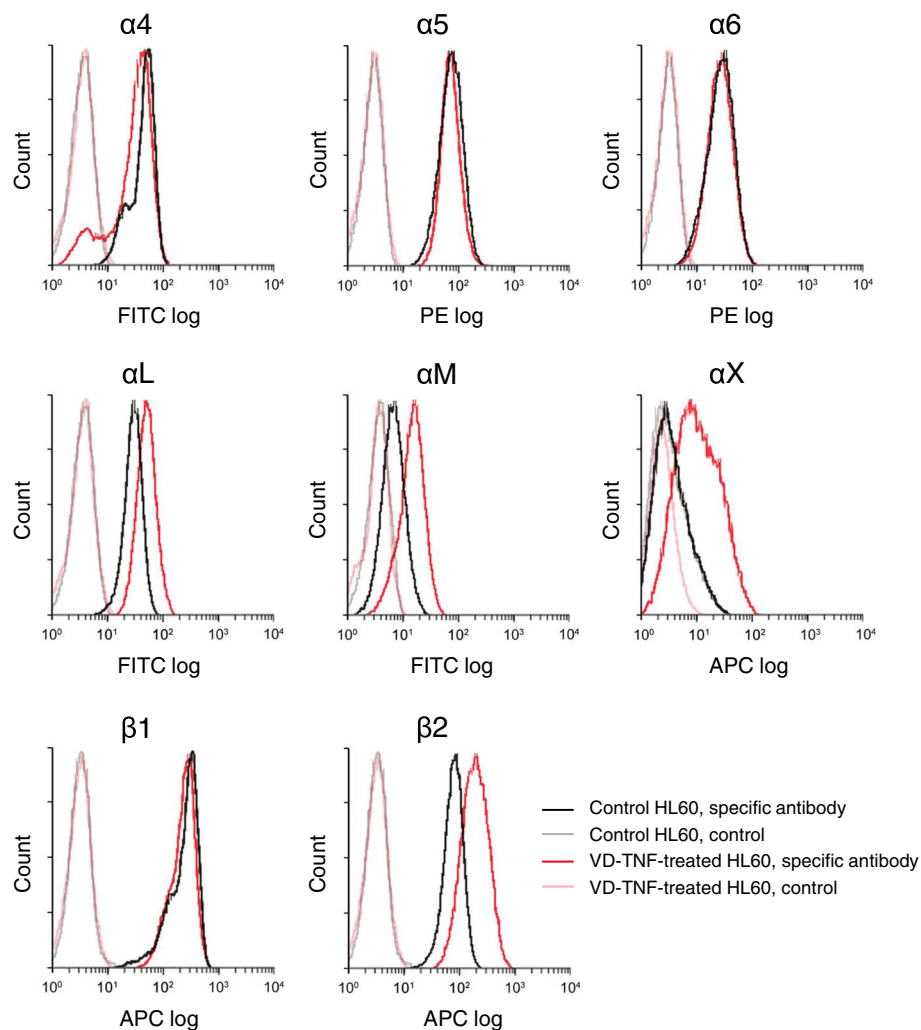 α4 α5 α6
Count Count Count
10⁰ 10¹ 10² 10³ 10⁴ 10⁰ 10¹ 10² 10³ 10⁴ 10⁰ 10¹ 10² 10³ 10⁴
FITC log PE log PE log
αL αM αX
Count Count Count
10⁰ 10¹ 10² 10³ 10⁴ 10⁰ 10¹ 10² 10³ 10⁴ 10⁰ 10¹ 10² 10³ 10⁴
FITC log FITC log APC log
β1 β2
Count Count
10⁰ 10¹ 10² 10³ 10⁴ 10⁰ 10¹ 10² 10³ 10⁴
APC log APC log
Control HL60, specific antibody
Control HL60, control
VD-TNF-treated HL60, specific antibody
VD-TNF-treated HL60, control